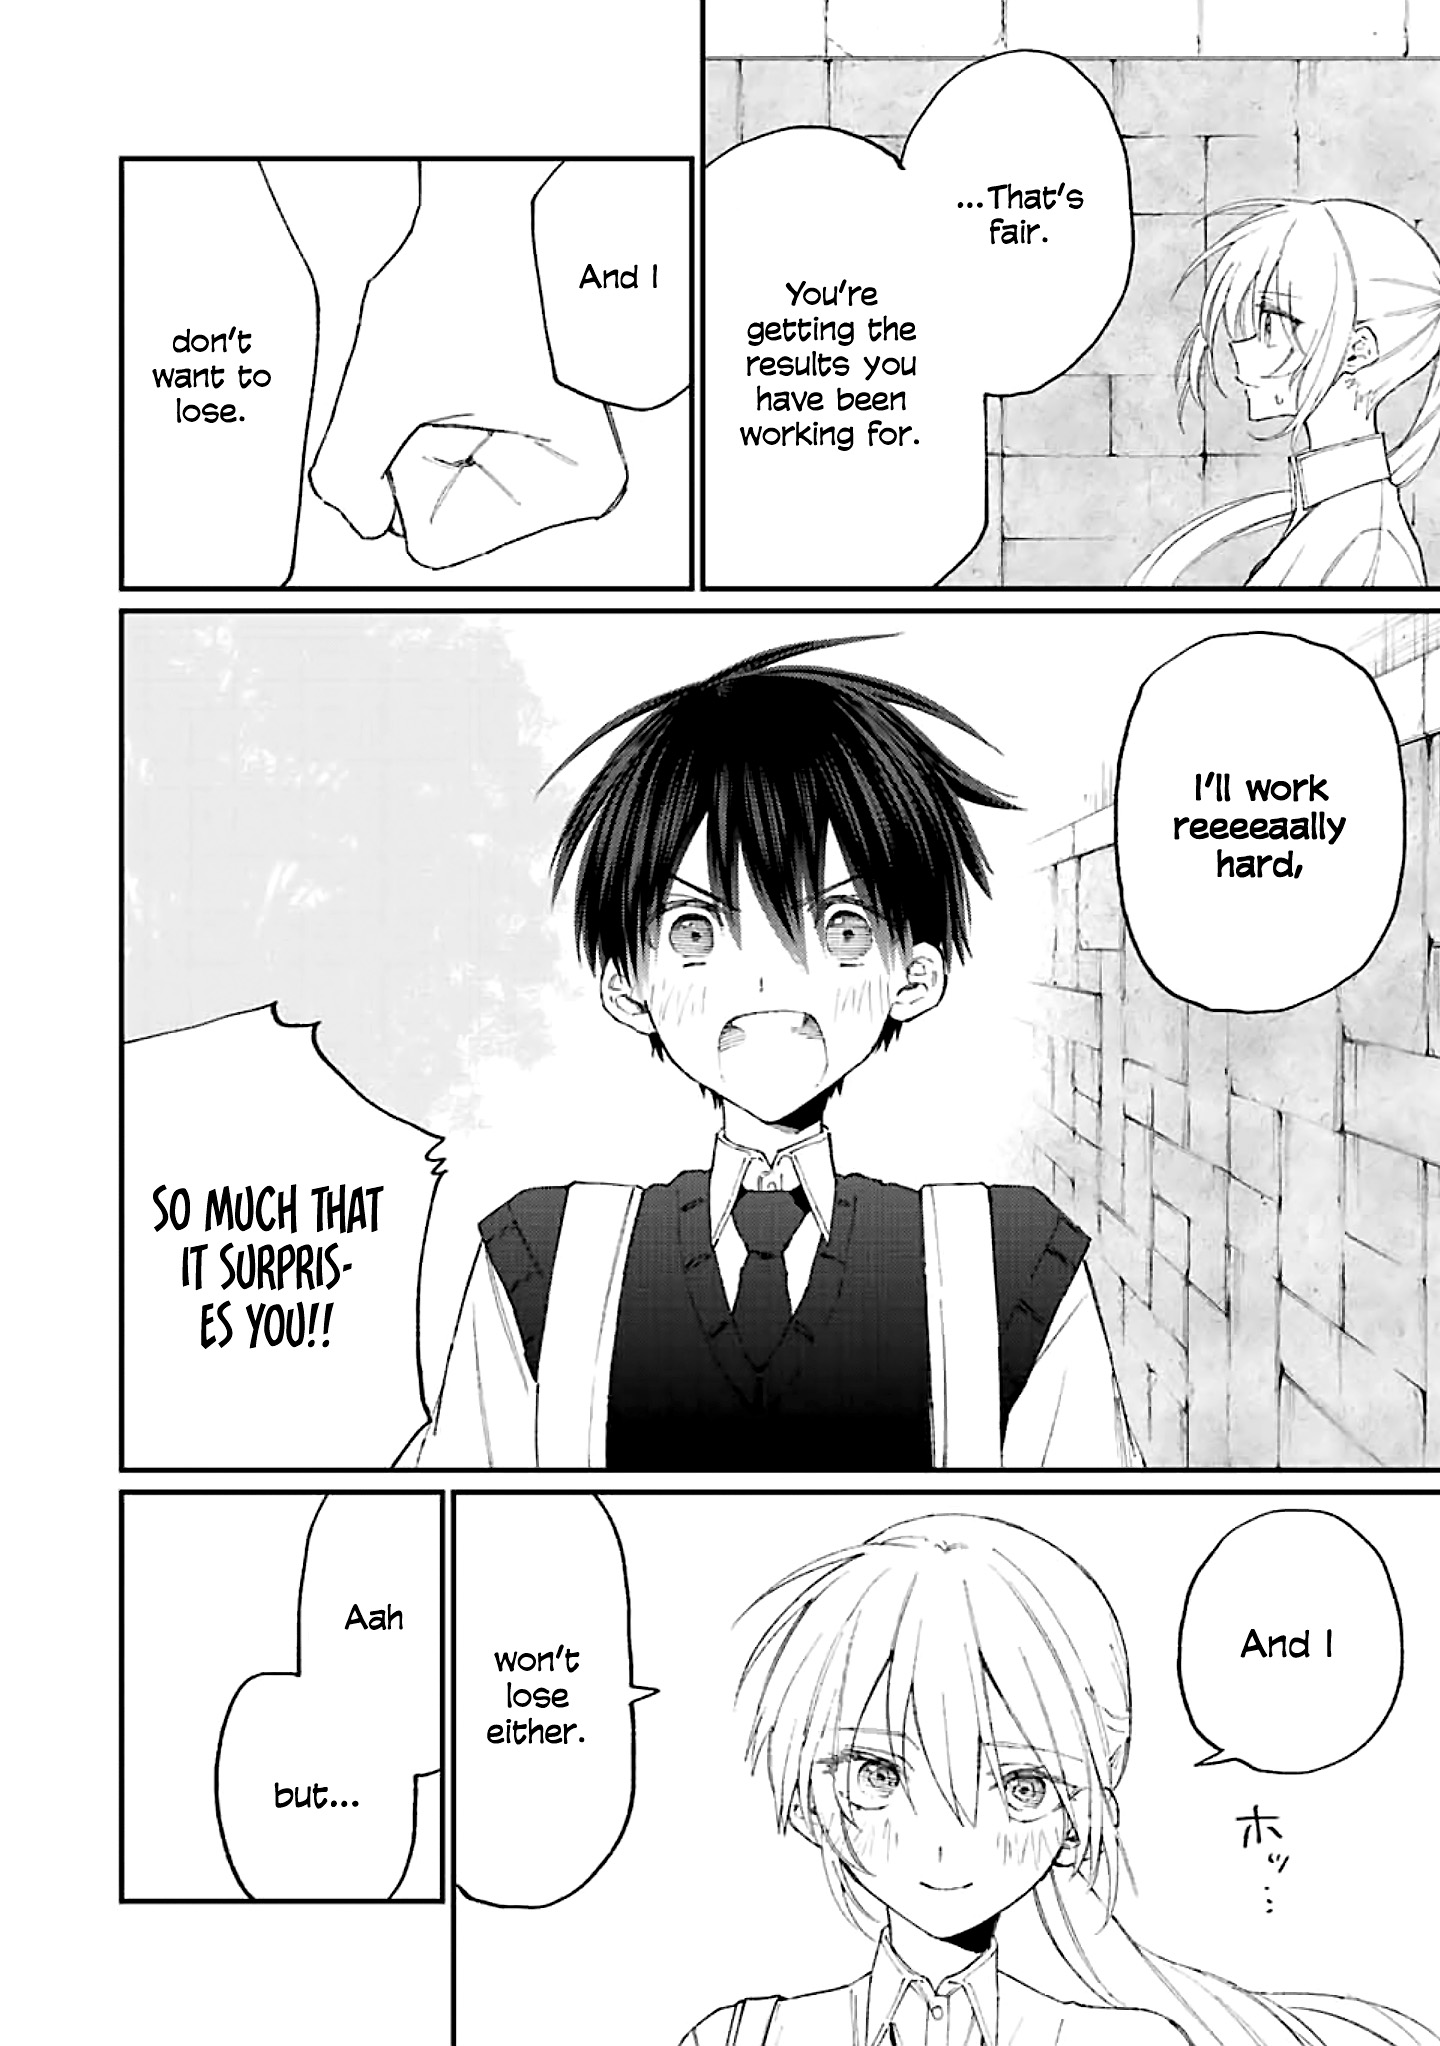 ...That's
fair.
You're
getting the
results you
have been
working for.
And I
don't
want to
lose.
I'll work
reeeeaally
hard,
SO MUCH THAT
IT SURPRIS-
ES YOU!!
And I
ホッ...
won't
lose
either.
Aah
but...